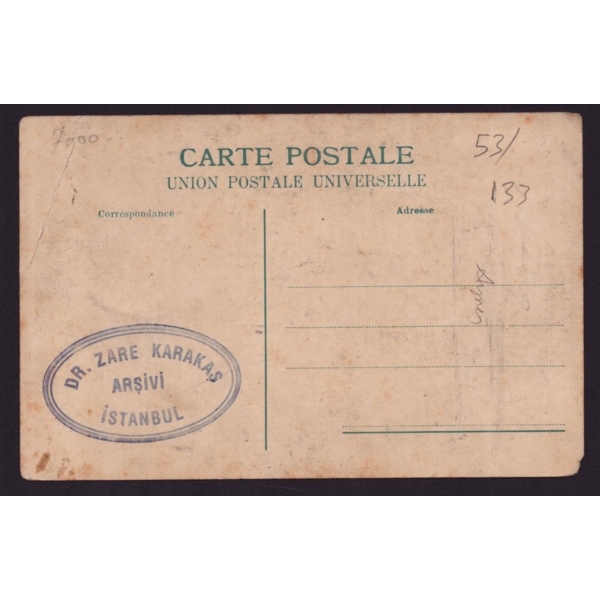 7000
CARTE POSTALE
UNION POSTALE UNIVERSELLE
53/
133
Correspondance
Adresse
DR. ZARE KARAKAŞ
ARŞİVİ
İSTANBUL